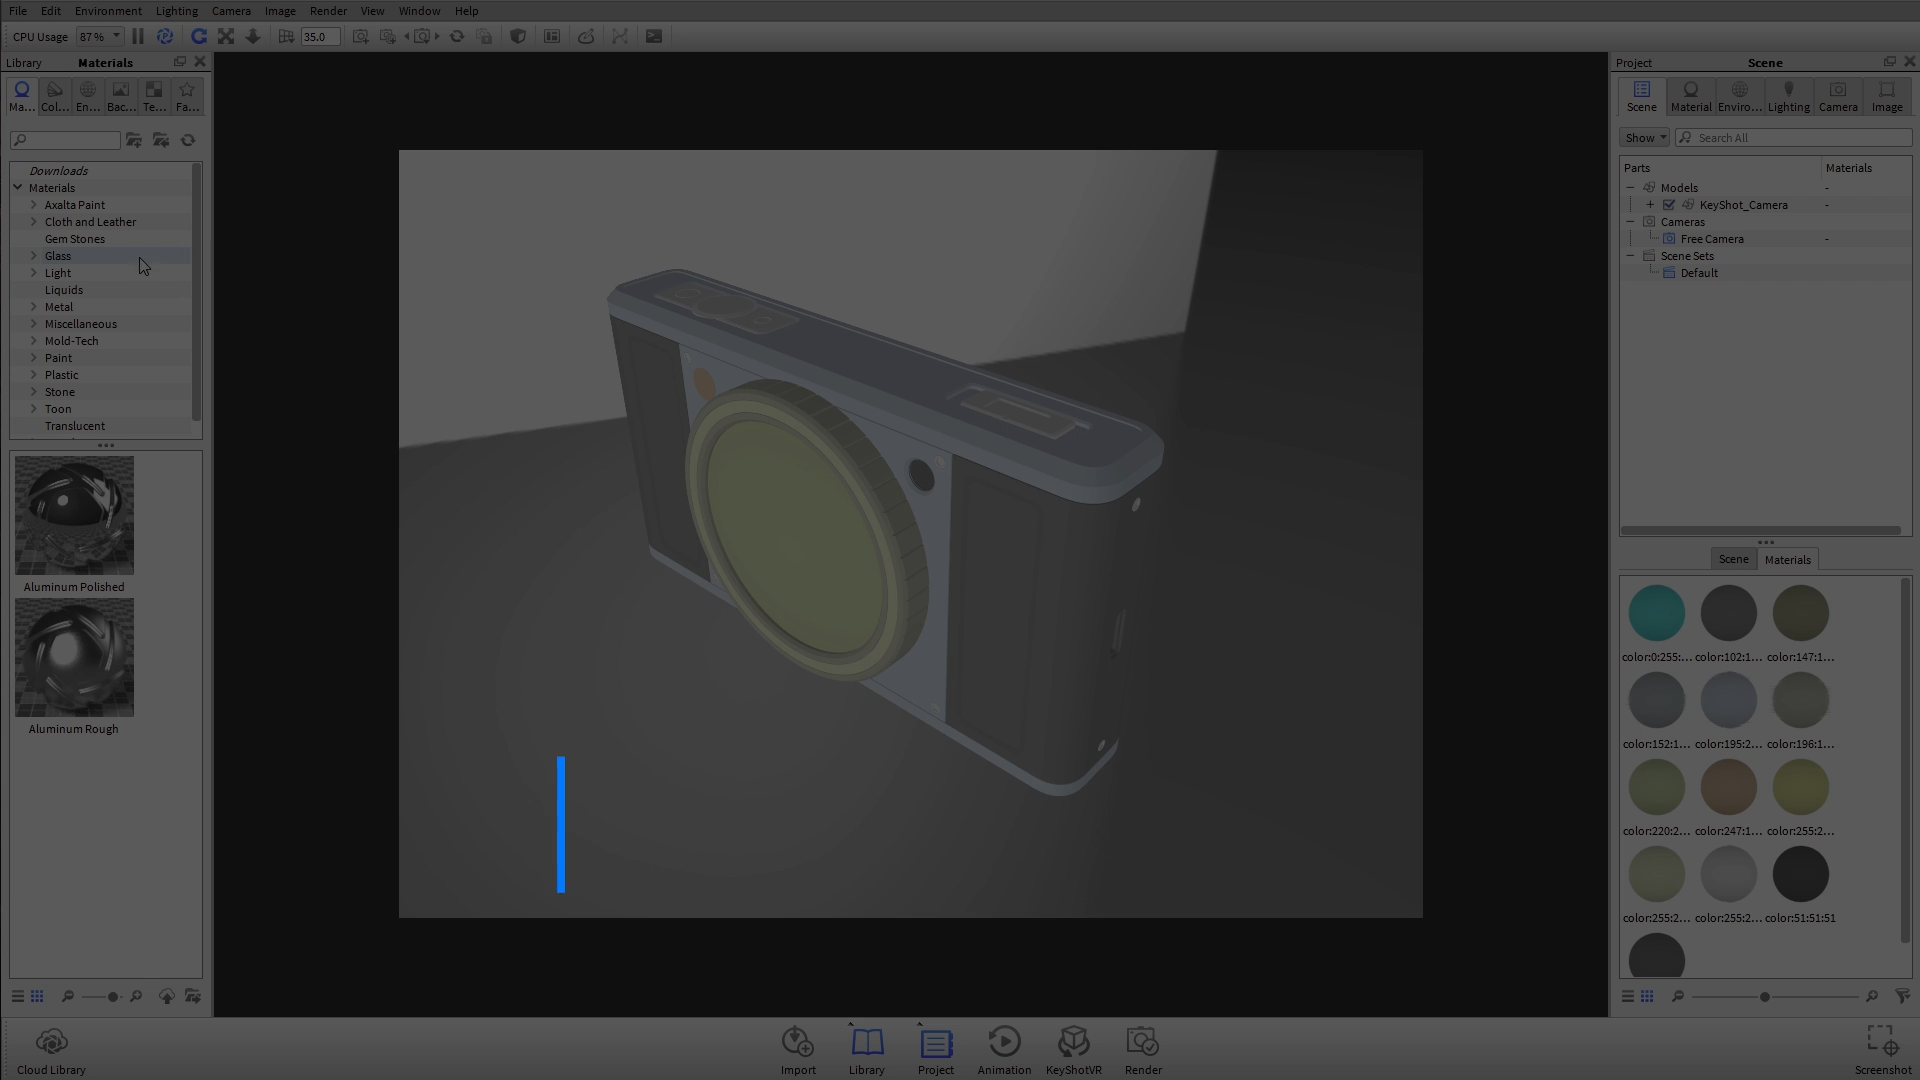 File Edit Environment Lighting Camera Image Render View Window Help
CPU Usage 87 % 35.0
Library Materials
Ma... Col... En... Bac... Te... Fa...
Downloads
Materials
Axalta Paint
Cloth and Leather
Gem Stones
Glass
Light
Liquids
Metal
Miscellaneous
Mold-Tech
Paint
Plastic
Stone
Toon
Translucent
Aluminum Polished
Aluminum Rough
Project Scene
Scene Material Enviro... Lighting Camera Image
Show Search All
Parts Materials
Models -
KeyShot_Camera -
Cameras
Free Camera -
Scene Sets
Default
Scene Materials
color:0:255:... color:102:1... color:147:1...
color:152:1... color:195:2... color:196:1...
color:220:2... color:247:1... color:255:2...
color:255:2... color:255:2... color:51:51:51
Cloud Library Import Library Project Animation KeyShotVR Render Screenshot